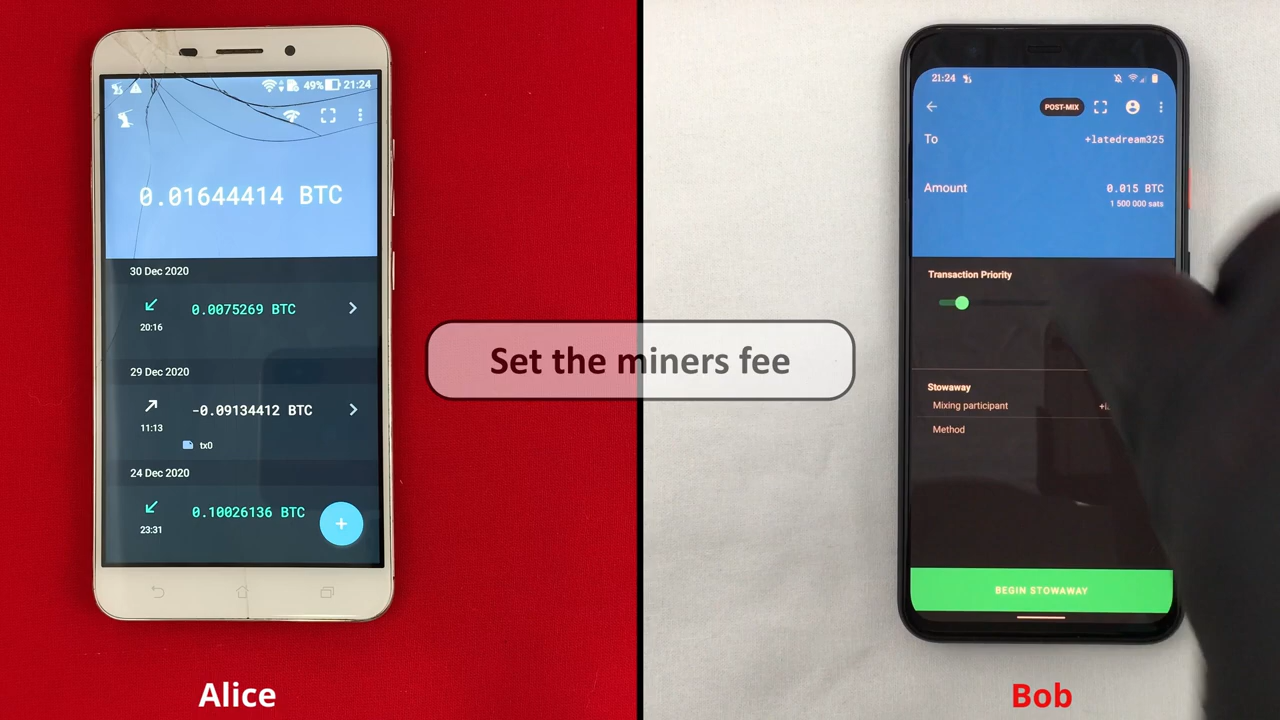 49% 21:24
0.01644414 BTC
30 Dec 2020
0.0075269 BTC
20:16
29 Dec 2020
-0.09134412 BTC
11:13
tx0
24 Dec 2020
0.10026136 BTC
23:31
+
Alice
Set the miners fee
21:24
POST-MIX
To +latedream325
Amount 0.015 BTC
1 500 000 sats
Transaction Priority
Stowaway
Mixing participant
Method
BEGIN STOWAWAY
Bob